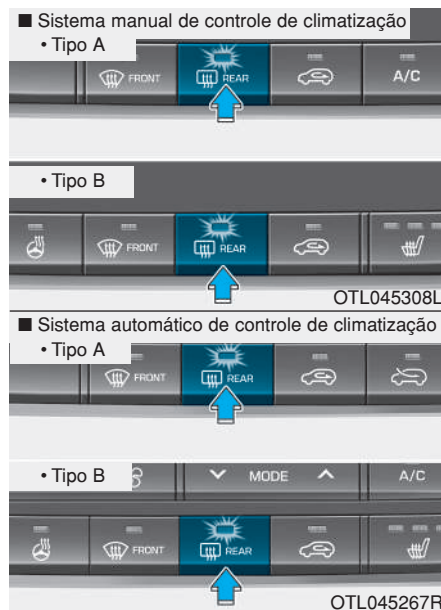 ■ Sistema manual de controle de climatização
• Tipo A
FRONT REAR A/C
• Tipo B
FRONT REAR
OTL045308L
■ Sistema automático de controle de climatização
• Tipo A
FRONT REAR
• Tipo B MODE A/C
FRONT REAR
OTL045267R